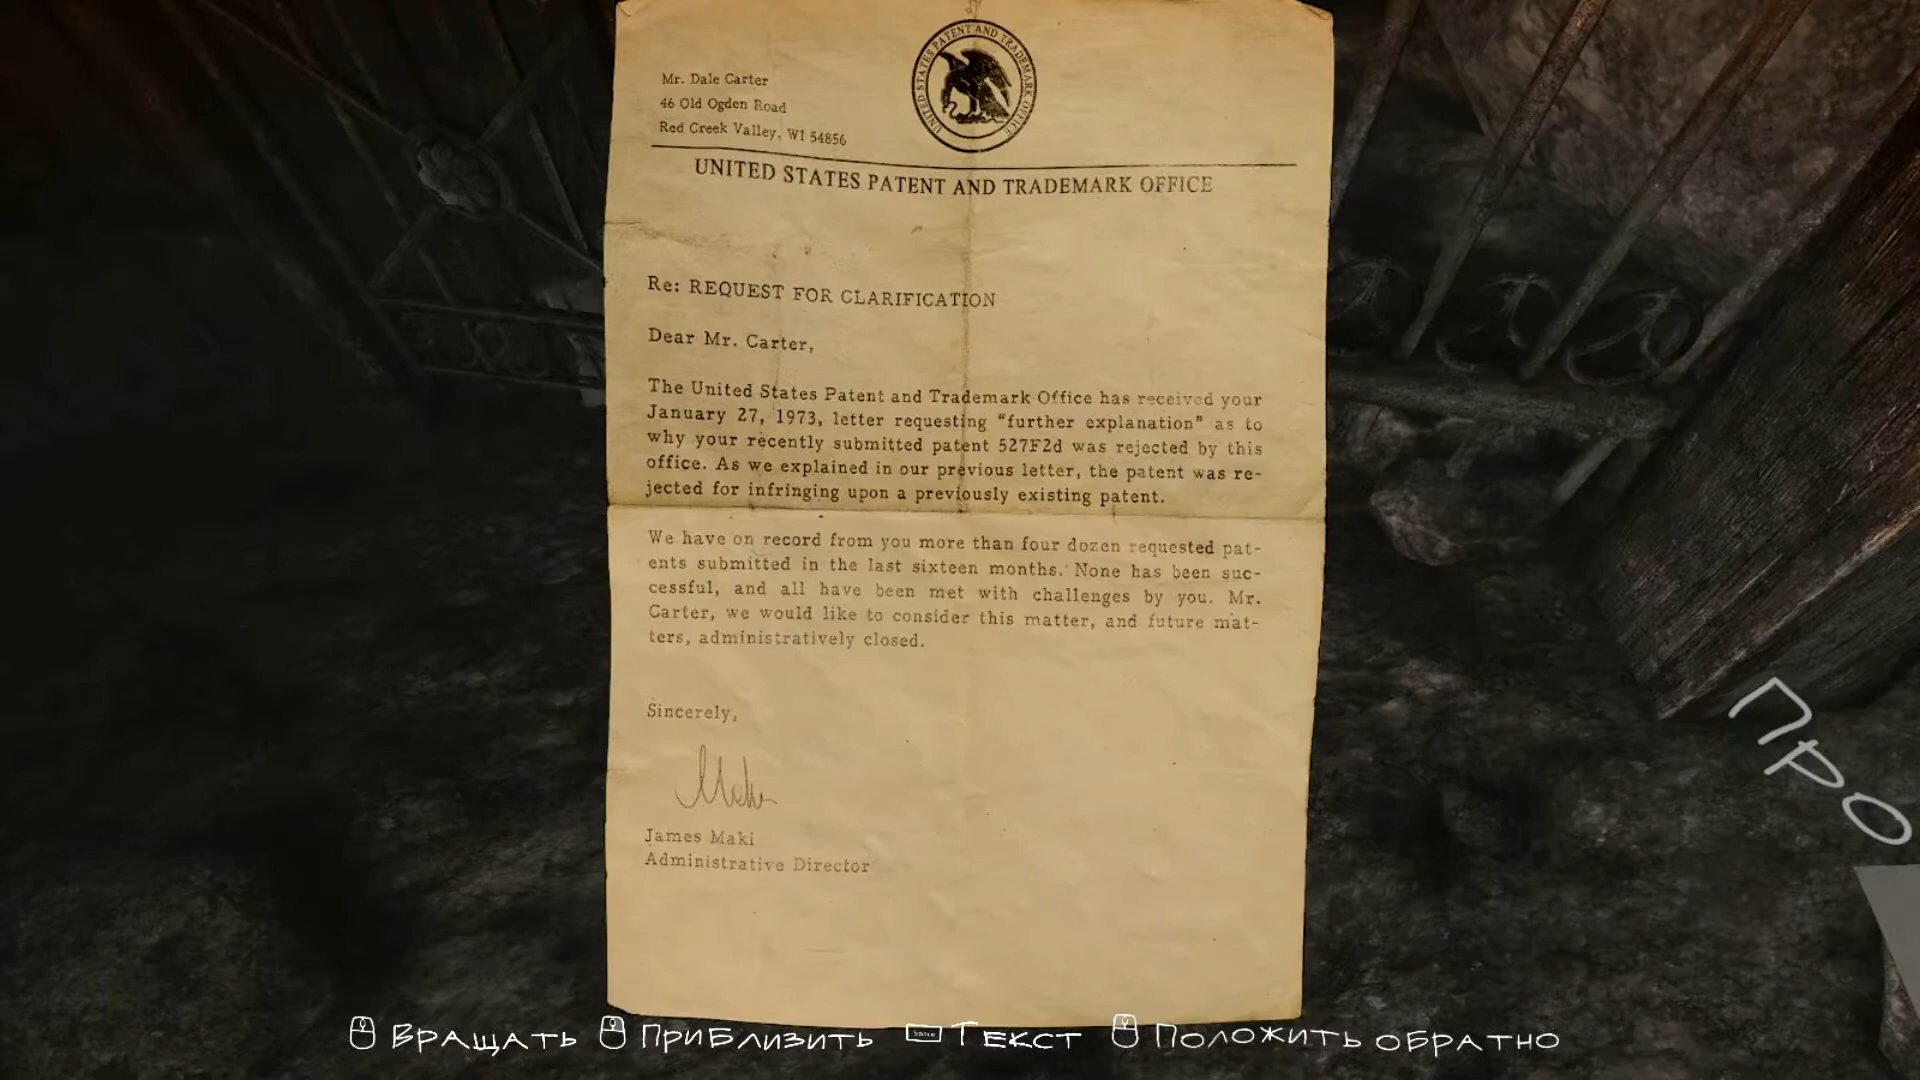 UNITED STATES PATENT AND TRADEMARK OFFICE
Mr. Dale Carter
46 Old Ogden Road
Red Creek Valley, WI 54856
UNITED STATES PATENT AND TRADEMARK OFFICE
Re: REQUEST FOR CLARIFICATION
Dear Mr. Carter,
The United States Patent and Trademark Office has received your
January 27, 1973, letter requesting “further explanation” as to
why your recently submitted patent 527F2d was rejected by this
office. As we explained in our previous letter, the patent was re-
jected for infringing upon a previously existing patent.
We have on record from you more than four dozen requested pat-
ents submitted in the last sixteen months. None has been suc-
cessful, and all have been met with challenges by you. Mr.
Carter, we would like to consider this matter, and future mat-
ters, administratively closed.
Sincerely,
James Maki
Administrative Director
ПРО
Вращать Приблизить Текст Положить обратно